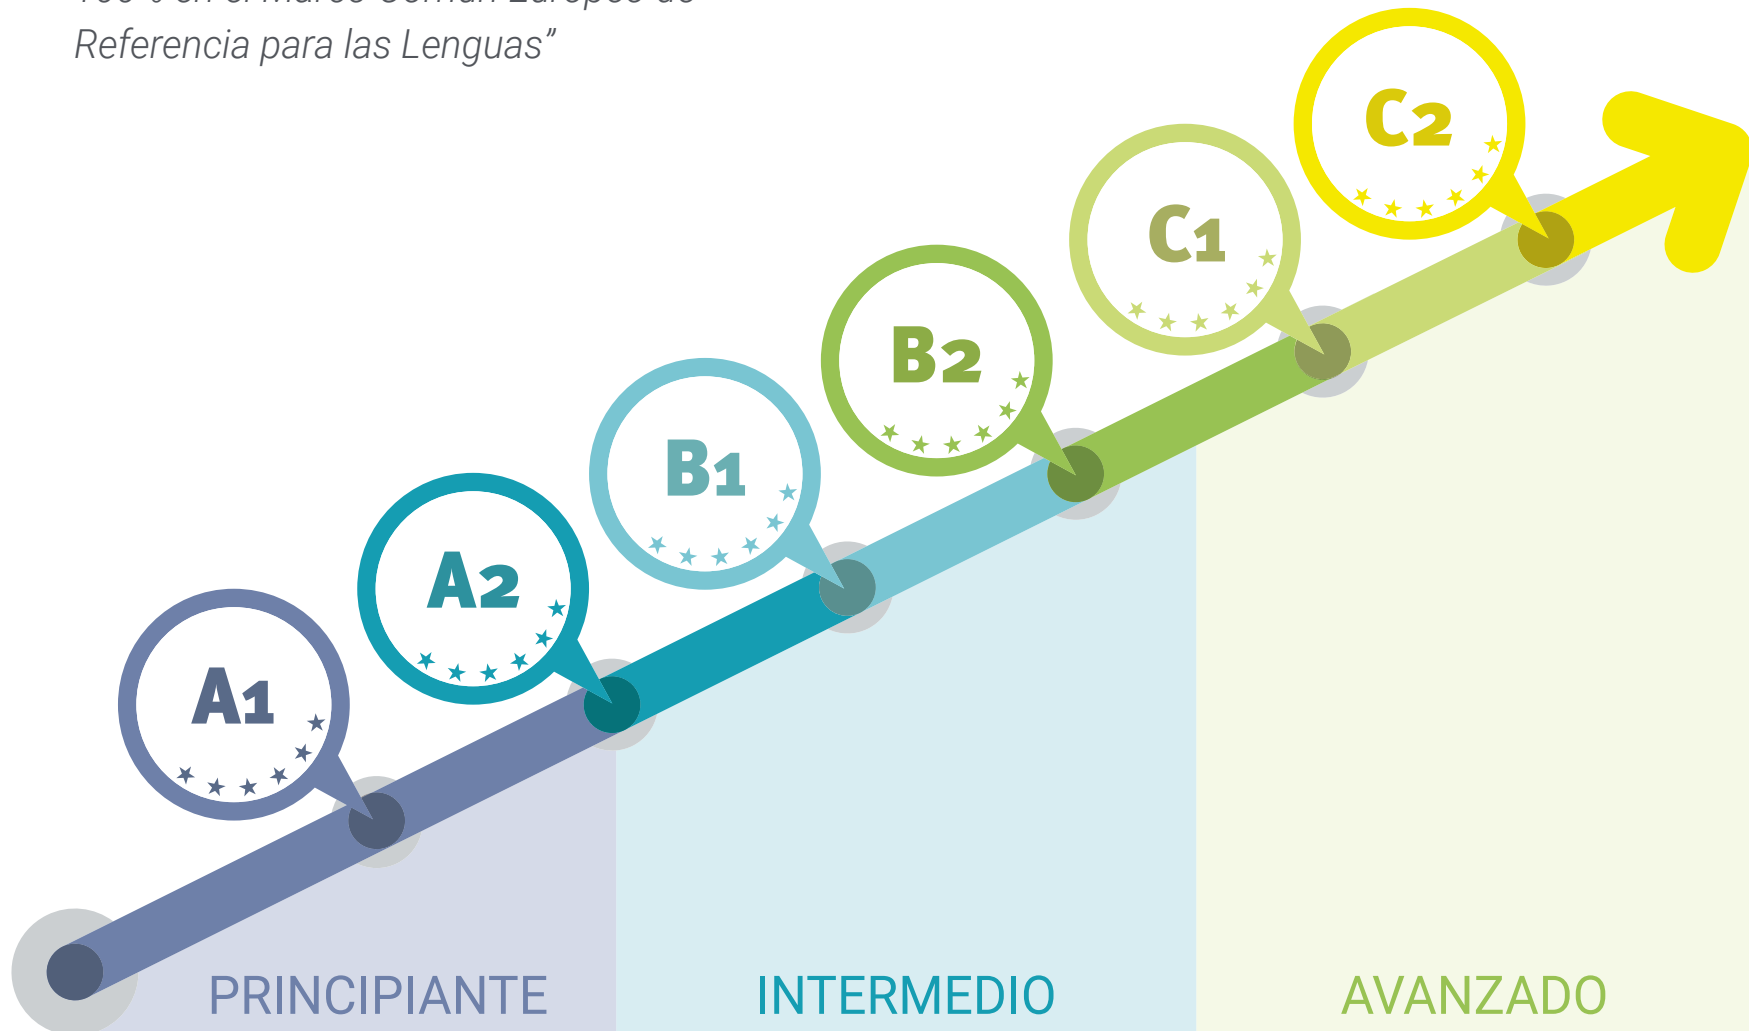 Referencia para las Lenguas”
C2
C1
B2
B1
A2
A1
PRINCIPIANTE
INTERMEDIO
AVANZADO